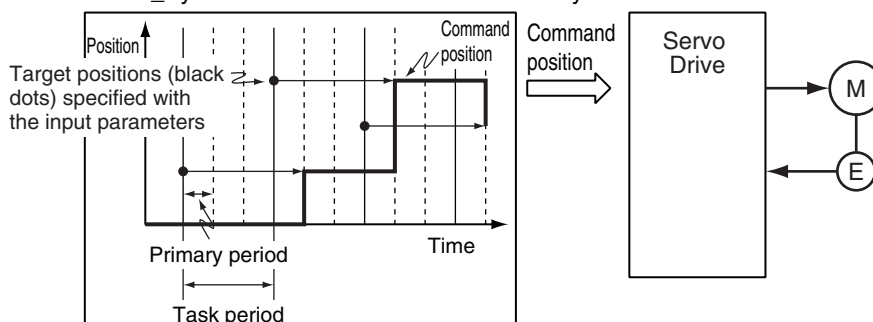 Position
Command
position
Target positions (black
dots) specified with
the input parameters
Primary period
Task period
Time
Command
position
Servo
Drive
M
E